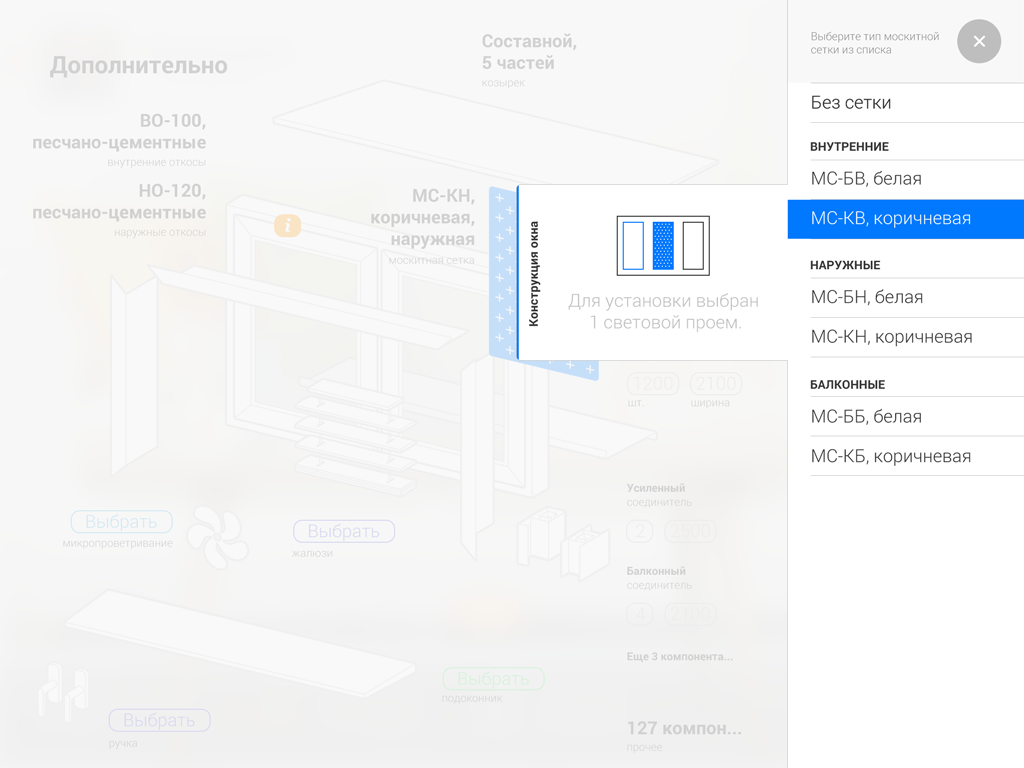 Дополнительно
Составной,
5 частей
козырек
ВО-100,
песчано-цементные
внутренние откосы
НО-120,
песчано-цементные
наружные откосы
i
МС-КН,
коричневая,
наружная
москитная сетка
Конструкция окна
Для установки выбран
1 световой проем.
1200
2100
шт.
ширина
Усиленный
соединитель
2
2800
Балконный
соединитель
4
2100
Еще 3 компонента...
127 компон...
прочее
Выбрать
микропроветривание
Выбрать
жалюзи
Выбрать
подоконник
Выбрать
ручка
Выберите тип москитной
сетки из списка
Без сетки
ВНУТРЕННИЕ
МС-БВ, белая
МС-КВ, коричневая
НАРУЖНЫЕ
МС-БН, белая
МС-КН, коричневая
БАЛКОННЫЕ
МС-ББ, белая
МС-КБ, коричневая